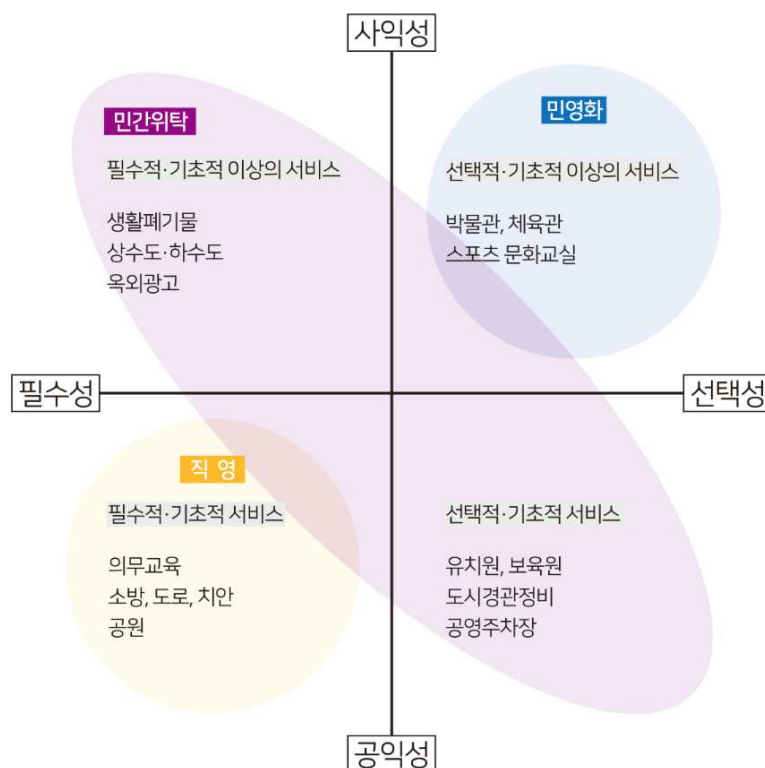 사익성
민간위탁
필수적·기초적 이상의 서비스
생활폐기물
상수도·하수도
옥외광고
민영화
선택적·기초적 이상의 서비스
박물관, 체육관
스포츠 문화교실
필수성
선택성
직 영
필수적·기초적 서비스
의무교육
소방, 도로, 치안
공원
선택적·기초적 서비스
유치원, 보육원
도시경관정비
공영주차장
공익성